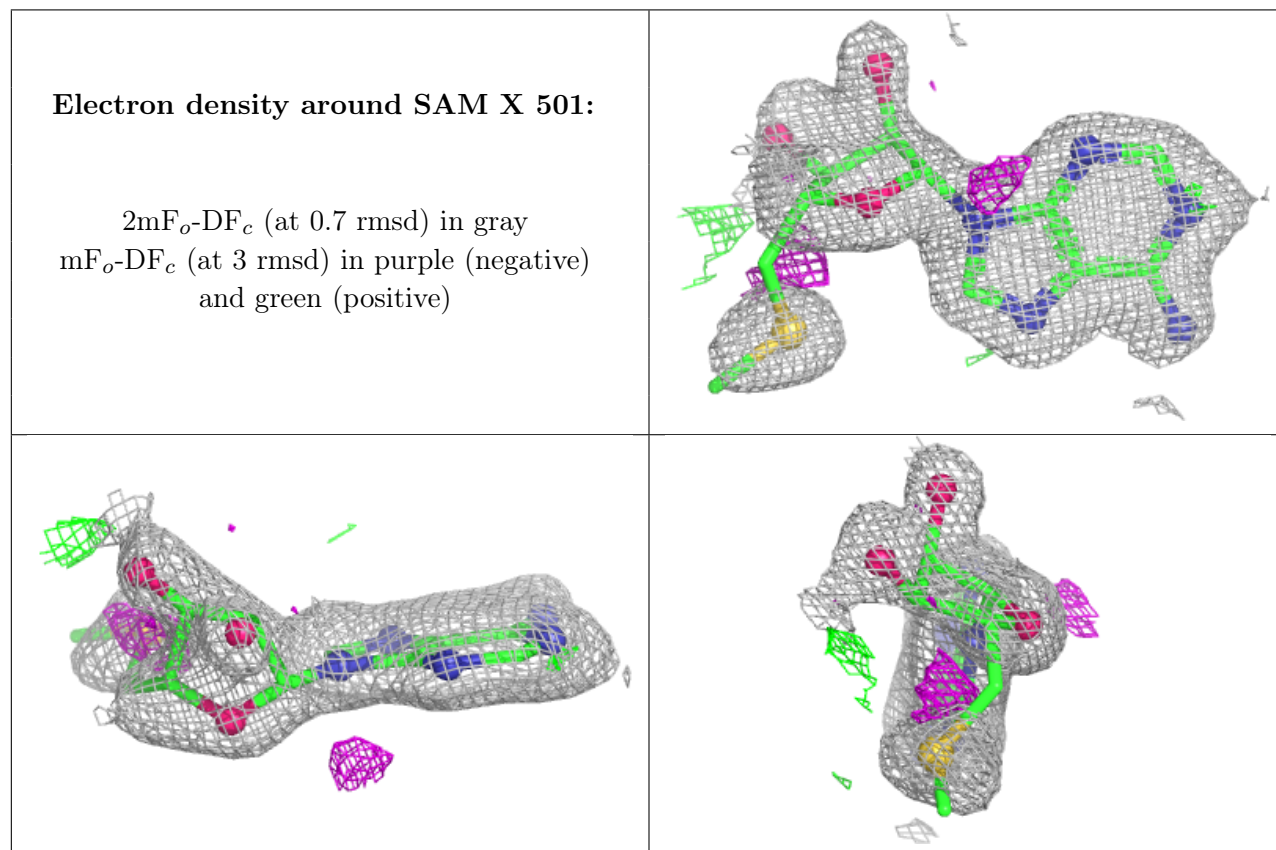 Electron density around SAM X 501:
2mFₒ-DF𝒸 (at 0.7 rmsd) in gray
mFₒ-DF𝒸 (at 3 rmsd) in purple (negative)
and green (positive)